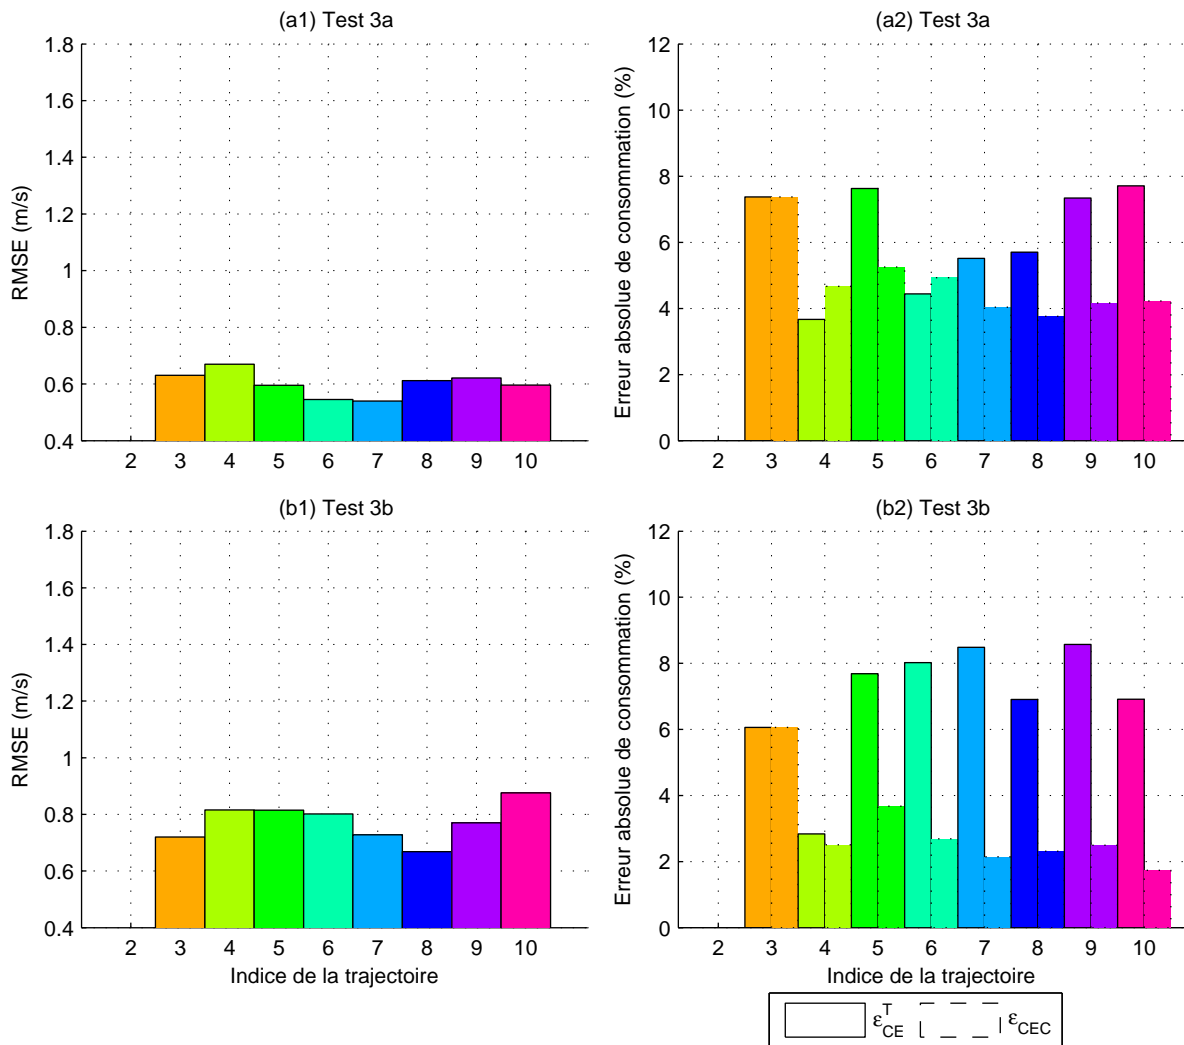 (a1) Test 3a
1.8
1.6
1.4
1.2
1
0.8
0.6
0.4
RMSE (m/s)
2 3 4 5 6 7 8 9 10
(a2) Test 3a
12
10
8
6
4
2
0
Erreur absolue de consommation (%)
2 3 4 5 6 7 8 9 10
(b1) Test 3b
1.8
1.6
1.4
1.2
1
0.8
0.6
0.4
RMSE (m/s)
2 3 4 5 6 7 8 9 10
Indice de la trajectoire
(b2) Test 3b
12
10
8
6
4
2
0
Erreur absolue de consommation (%)
2 3 4 5 6 7 8 9 10
Indice de la trajectoire
ε_CE^T ε_CEC